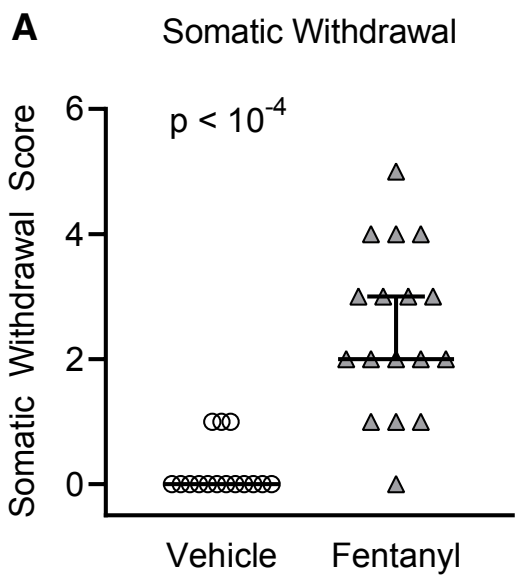 A
Somatic Withdrawal
p < 10⁻⁴
Somatic Withdrawal Score
6
4
2
0
Vehicle Fentanyl